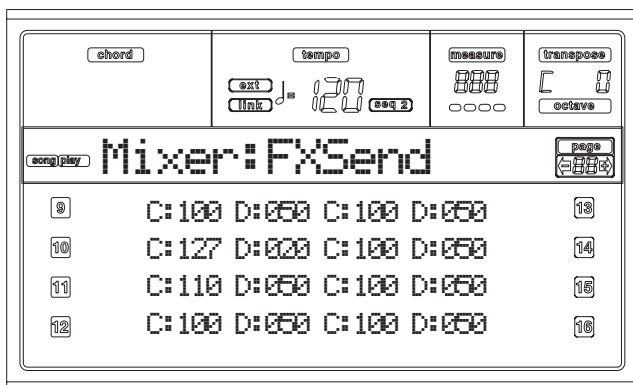 chord tempo measure transpose
ext
link = 120 seq 2 888 C 0
octave
song play Mixer:FXSend page
88
9 C:100 D:050 C:100 D:050 13
10 C:127 D:020 C:100 D:050 14
11 C:110 D:050 C:100 D:050 15
12 C:100 D:050 C:100 D:050 16